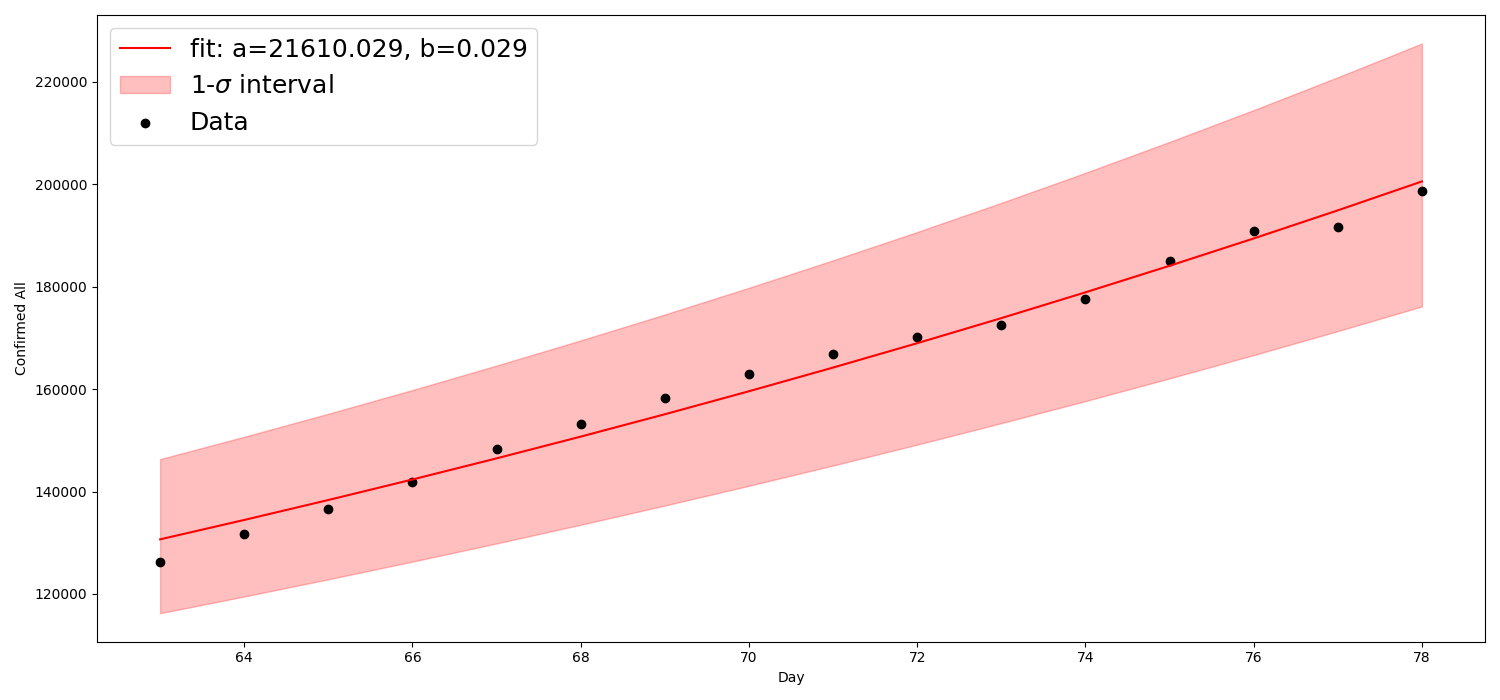 fit: a=21610.029, b=0.029
1-σ interval
Data
220000
200000
180000
160000
140000
120000
Confirmed All
64 66 68 70 72 74 76 78
Day